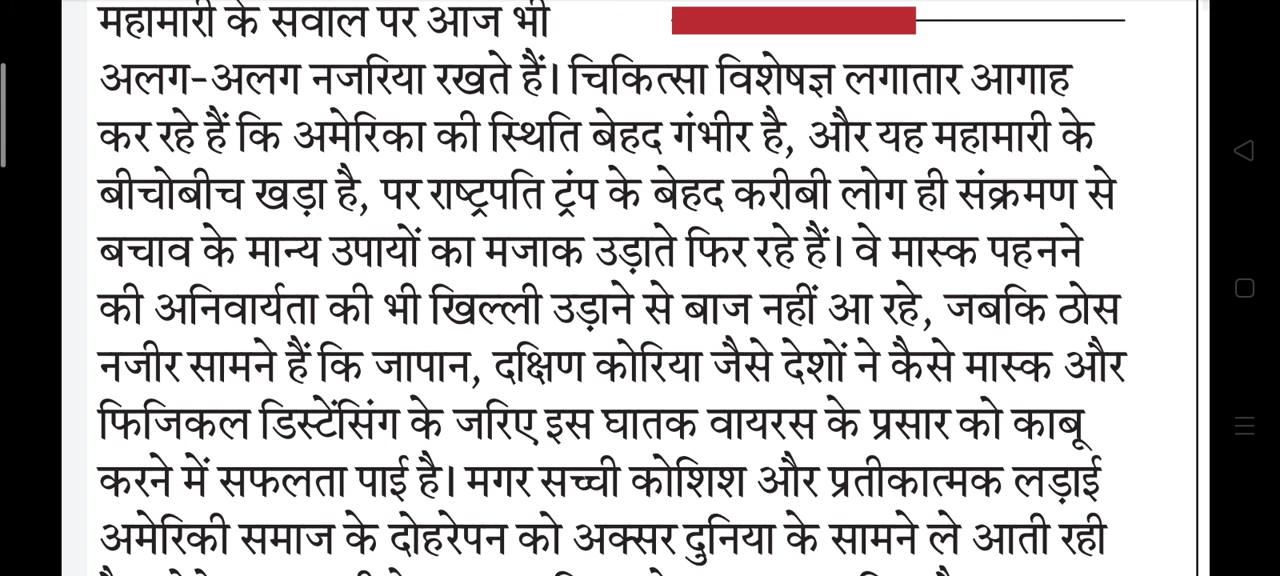 महामारी के सवाल पर आज भी
अलग-अलग नजरिया रखते हैं। चिकित्सा विशेषज्ञ लगातार आगाह
कर रहे हैं कि अमेरिका की स्थिति बेहद गंभीर है, और यह महामारी के
बीचोबीच खड़ा है, पर राष्ट्रपति ट्रंप के बेहद करीबी लोग ही संक्रमण से
बचाव के मान्य उपायों का मजाक उड़ाते फिर रहे हैं। वे मास्क पहनने
की अनिवार्यता की भी खिल्ली उड़ाने से बाज नहीं आ रहे, जबकि ठोस
नजीर सामने हैं कि जापान, दक्षिण कोरिया जैसे देशों ने कैसे मास्क और
फिजिकल डिस्टेंसिंग के जरिए इस घातक वायरस के प्रसार को काबू
करने में सफलता पाई है। मगर सच्ची कोशिश और प्रतीकात्मक लड़ाई
अमेरिकी समाज के दोहरेपन को अक्सर दुनिया के सामने ले आती रही